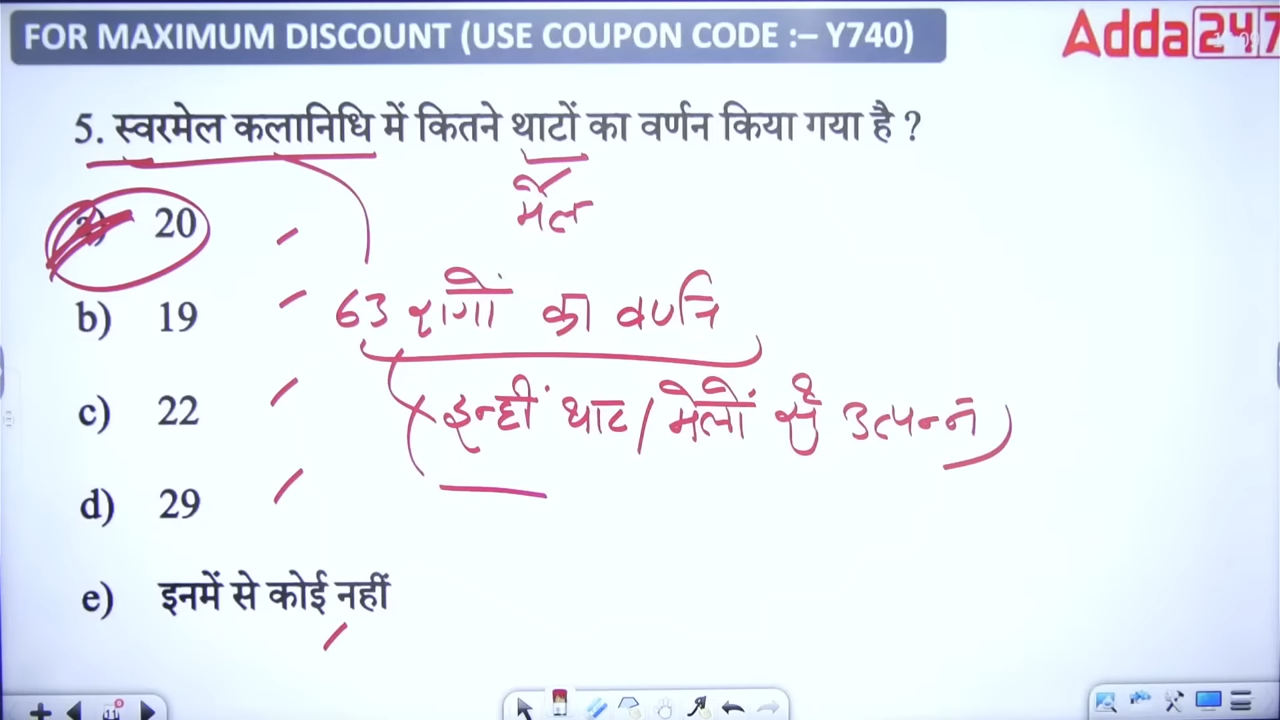 FOR MAXIMUM DISCOUNT (USE COUPON CODE :– Y740)
Adda247
5. स्वरमेल कलानिधि में कितने थाटों का वर्णन किया गया है ?
मेल
a) 20
b) 19
63 रागों का वर्णन
c) 22
इन्हीं थाट/मेलों से उत्पन्न
d) 29
e) इनमें से कोई नहीं
11